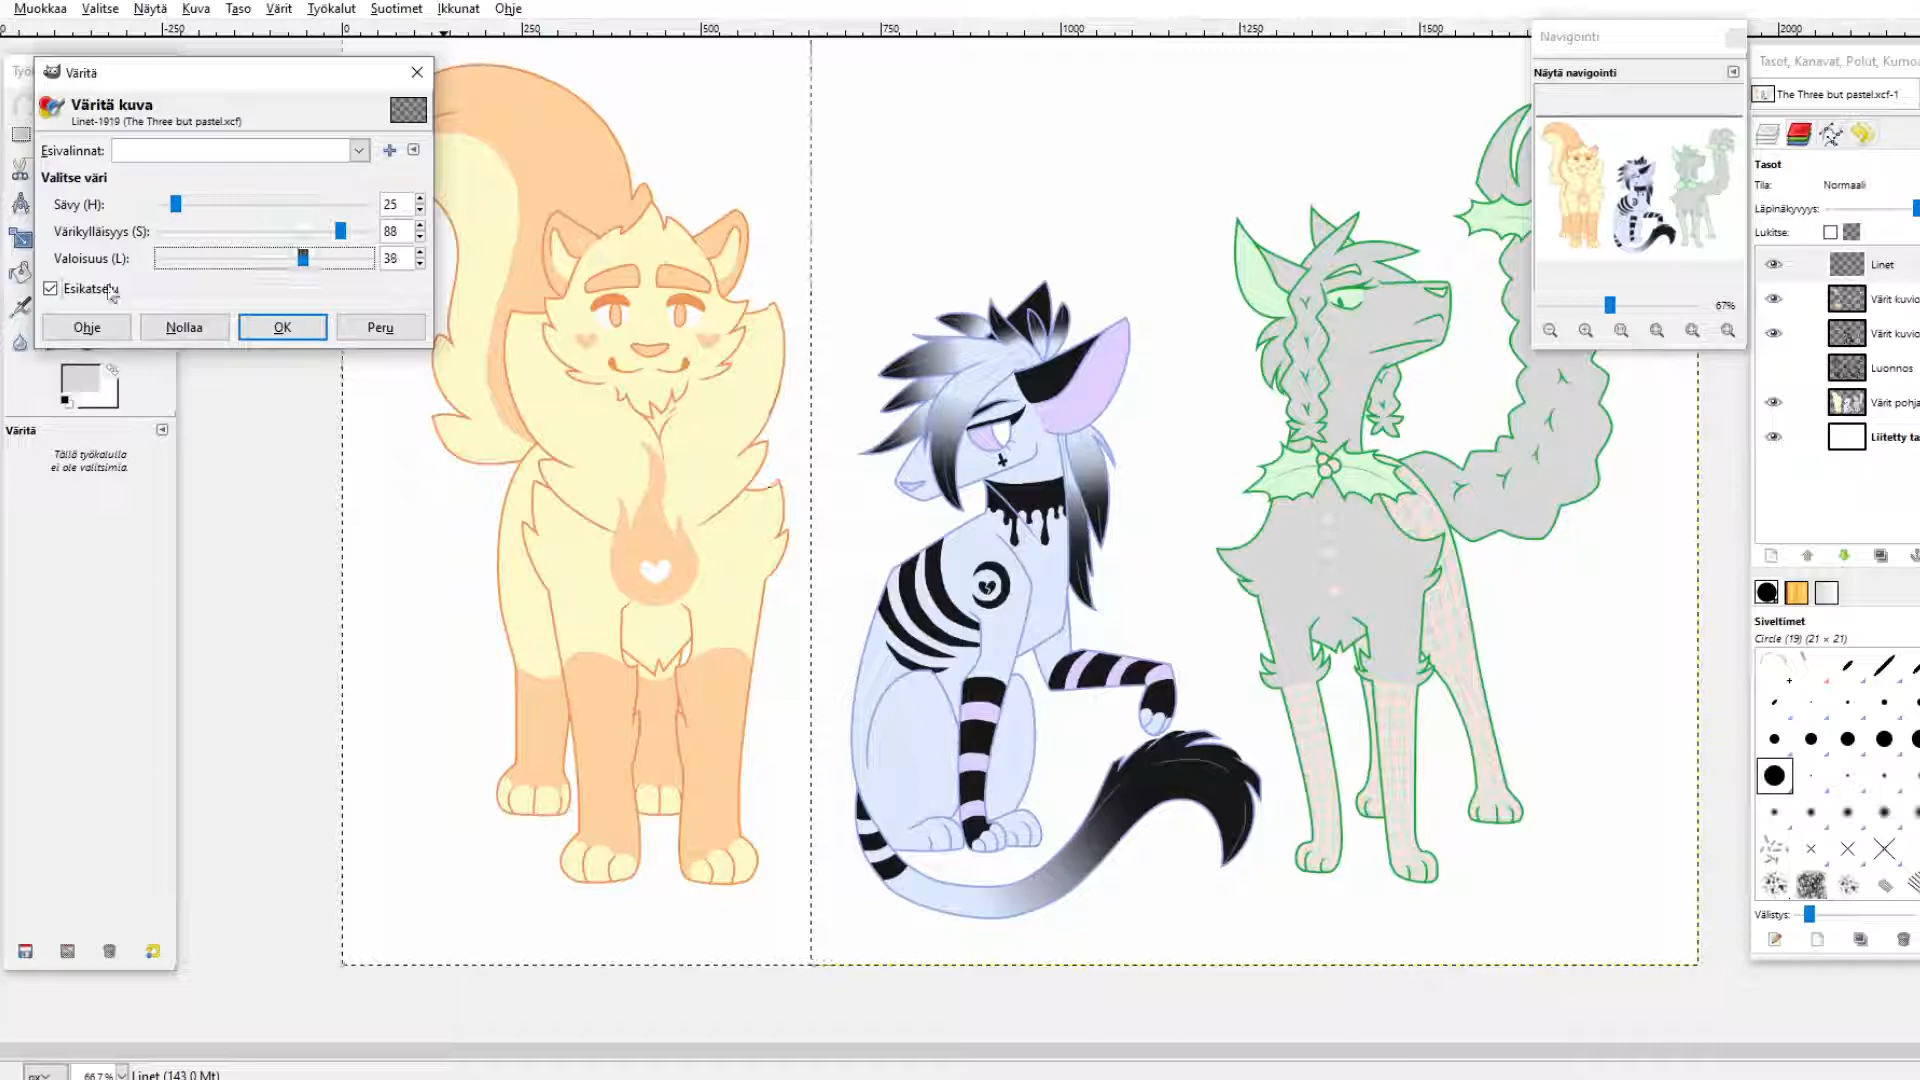 Muokkaa Valitse Näytä Kuva Taso Värit Työkalut Suotimet Ikkunat Ohje
-250 0 250 500 750 1000 1250 1500 2000
Väritä
Väritä kuva
Linet-1919 (The Three but pastel.xcf)
Esivalinnat:
Valitse väri
Sävy (H): 25
Värikylläisyys (S): 88
Valoisuus (L): 38
Esikatselu
Ohje Nollaa OK Peru
Väritä
Tällä työkalulla
ei ole valitsimia.
Navigointi
Näytä navigointi
67%
Tasot, Kanavat, Polut, Kumoa
The Three but pastel.xcf-1
Tasot
Tila: Normaali
Läpinäkyvyys:
Lukitse:
Linet
Värit kuvio
Värit kuvio
Luonnos
Värit pohja
Liitetty ta
Siveltimet
Circle (19) (21 × 21)
Välistys:
px 66,7% Linet (143,0 Mt)